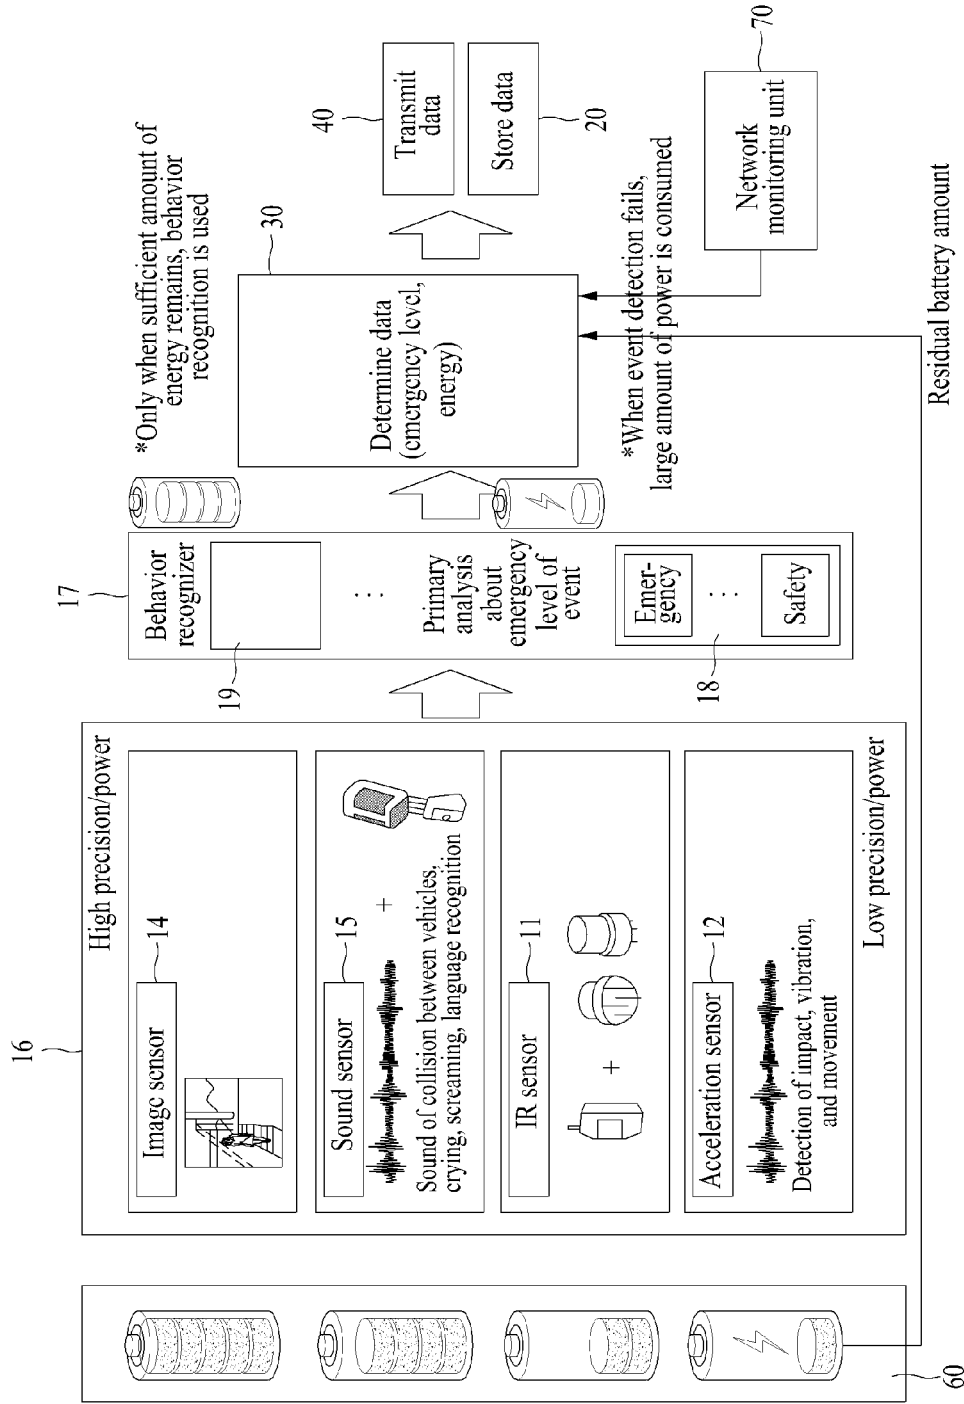 16
High precision/power
Image sensor
14
Sound sensor
15
+
Sound of collision between vehicles,
crying, screaming, language recognition
IR sensor
11
+
Acceleration sensor
12
Detection of impact, vibration,
and movement
Low precision/power
60
17
Behavior
recognizer
19
Primary
analysis
about
emergency
level of
event
18
Emer-
gency
Safety
*Only when sufficient amount of
energy remains, behavior
recognition is used
30
Determine data
(emergency level,
energy)
*When event detection fails,
large amount of power is consumed
40
Transmit
data
Store data
20
70
Network
monitoring unit
Residual battery amount